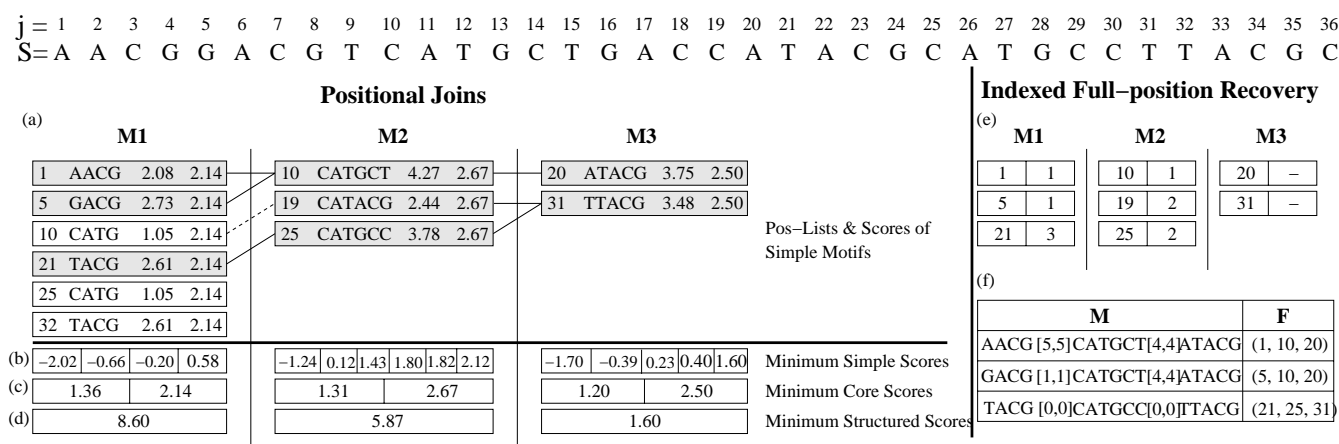 j = 1 2 3 4 5 6 7 8 9 10 11 12 13 14 15 16 17 18 19 20 21 22 23 24 25 26 27 28 29 30 31 32 33 34 35 36
S= A A C G G A C G T C A T G C T G A C C A T A C G C A T G C C T T A C G C
Positional Joins
Indexed Full−position Recovery
(a)
M1 M2 M3
1 AACG 2.08 2.14 10 CATGCT 4.27 2.67 20 ATACG 3.75 2.50
5 GACG 2.73 2.14 19 CATACG 2.44 2.67 31 TTACG 3.48 2.50
10 CATG 1.05 2.14 25 CATGCC 3.78 2.67
21 TACG 2.61 2.14
25 CATG 1.05 2.14
32 TACG 2.61 2.14
Pos−Lists & Scores of
Simple Motifs
(b) −2.02 −0.66 −0.20 0.58 −1.24 0.12 1.43 1.80 1.82 2.12 −1.70 −0.39 0.23 0.40 1.60 Minimum Simple Scores
(c) 1.36 2.14 1.31 2.67 1.20 2.50 Minimum Core Scores
(d) 8.60 5.87 1.60 Minimum Structured Scores
(e)
M1 M2 M3
1 1 10 1 20 −
5 1 19 2 31 −
21 3 25 2
(f)
M F
AACG [5,5]CATGCT[4,4]ATACG (1, 10, 20)
GACG [1,1]CATGCT[4,4]ATACG (5, 10, 20)
TACG [0,0]CATGCC[0,0]TTACG (21, 25, 31)